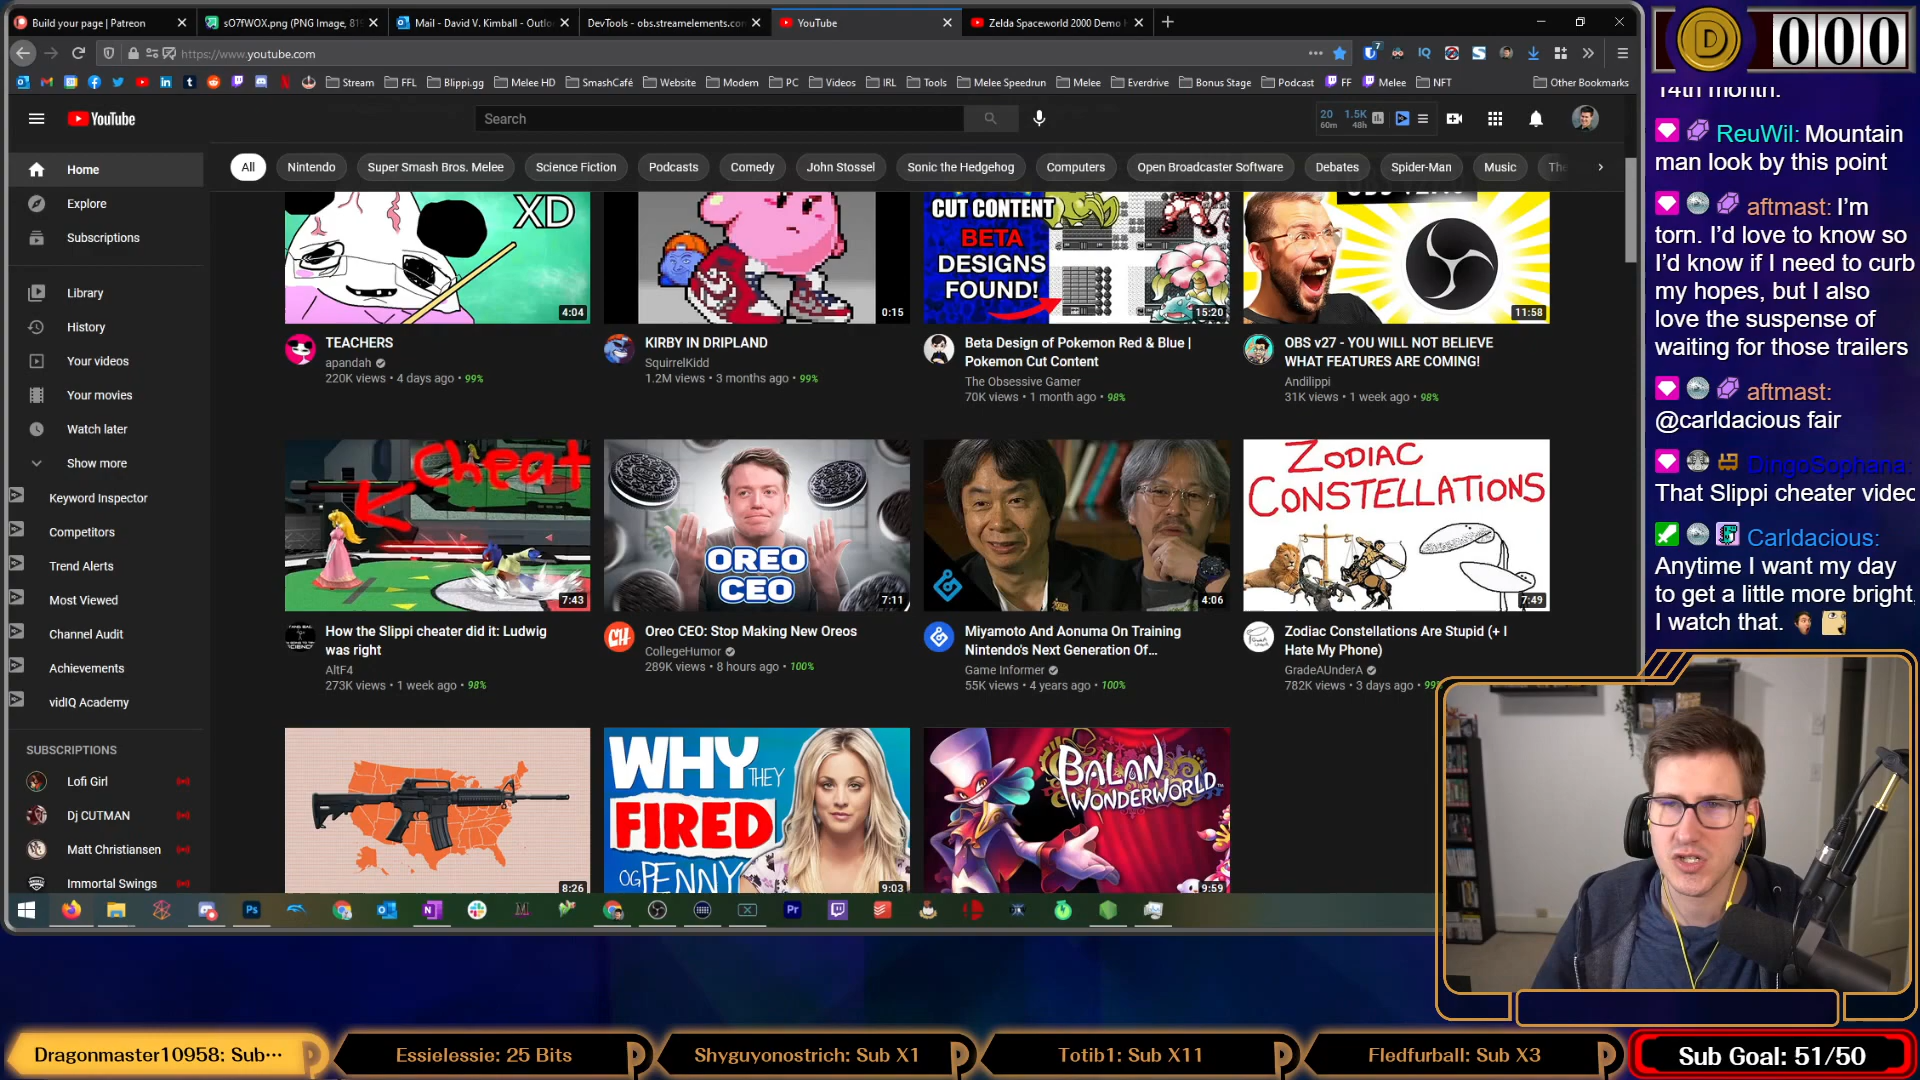 Build your page | Patreon
sO7fWOX.png (PNG Image, 819
Mail - David V. Kimball - Outlo
DevTools - obs.streamelements.co
YouTube
Zelda Spaceworld 2000 Demo
https://www.youtube.com
7
IQ
Stream
FFL
Blippi.gg
Melee HD
SmashCafé
Website
Modem
PC
Videos
IRL
Tools
Melee Speedrun
Melee
Everdrive
Bonus Stage
Podcast
FF
Melee
NFT
Other Bookmarks
YouTube
Search
20
60m
1.5K
48h
All
Nintendo
Super Smash Bros. Melee
Science Fiction
Podcasts
Comedy
John Stossel
Sonic the Hedgehog
Computers
Open Broadcaster Software
Debates
Spider-Man
Music
The
Home
Explore
Subscriptions
Library
History
Your videos
Your movies
Watch later
Show more
Keyword Inspector
Competitors
Trend Alerts
Most Viewed
Channel Audit
Achievements
vidIQ Academy
SUBSCRIPTIONS
Lofi Girl
Dj CUTMAN
Matt Christiansen
Immortal Swings
XD
4:04
TEACHERS
apandah
220K views • 4 days ago • 99%
0:15
KIRBY IN DRIPLAND
SquirrelKidd
1.2M views • 3 months ago • 99%
CUT CONTENT
BETA
DESIGNS
FOUND!
15:20
Beta Design of Pokemon Red & Blue |
Pokemon Cut Content
The Obsessive Gamer
70K views • 1 month ago • 98%
11:58
OBS v27 - YOU WILL NOT BELIEVE
WHAT FEATURES ARE COMING!
Andilippi
31K views • 1 week ago • 98%
cheat
7:43
How the Slippi cheater did it: Ludwig
was right
AltF4
273K views • 1 week ago • 98%
OREO
CEO
7:11
Oreo CEO: Stop Making New Oreos
CollegeHumor
289K views • 8 hours ago • 100%
4:06
Miyamoto And Aonuma On Training
Nintendo's Next Generation Of…
Game Informer
55K views • 4 years ago • 100%
ZODIAC
CONSTELLATIONS
7:49
Zodiac Constellations Are Stupid (+ I
Hate My Phone)
GradeAUnderA
782K views • 3 days ago • 99
8:26
WHY THEY
FIRED
OG PENNY
9:03
BALAN
WONDERWORLD
9:59
D
000
14th month.
ReuWil: Mountain
man look by this point
aftmast: I'm
torn. I'd love to know so
I'd know if I need to curb
my hopes, but I also
love the suspense of
waiting for those trailers
aftmast:
@carldacious fair
DingoSophana:
That Slippi cheater video
Carldacious:
Anytime I want my day
to get a little more bright,
I watch that.
Ps
Pr
Dragonmaster10958: Sub…
Essielessie: 25 Bits
Shyguyonostrich: Sub X1
Totib1: Sub X11
Fledfurball: Sub X3
Sub Goal: 51/50